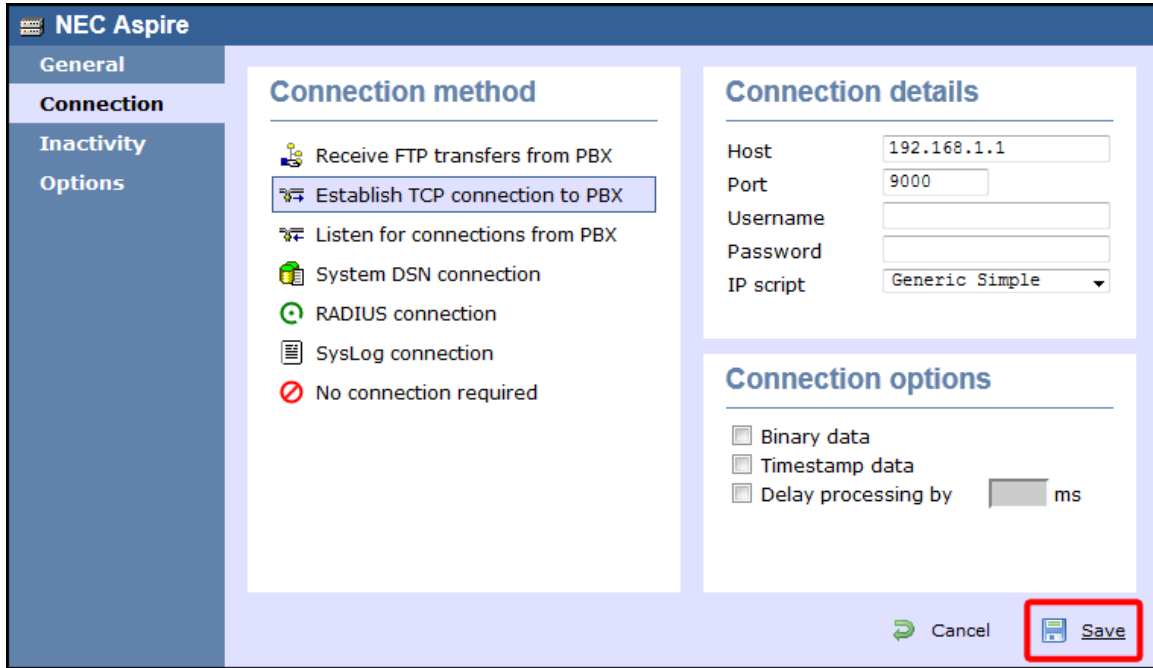 NEC Aspire
General
Connection
Inactivity
Options
Connection method
Receive FTP transfers from PBX
Establish TCP connection to PBX
Listen for connections from PBX
System DSN connection
RADIUS connection
SysLog connection
No connection required
Connection details
Host 192.168.1.1
Port 9000
Username
Password
IP script Generic Simple
Connection options
Binary data
Timestamp data
Delay processing by ms
Cancel Save